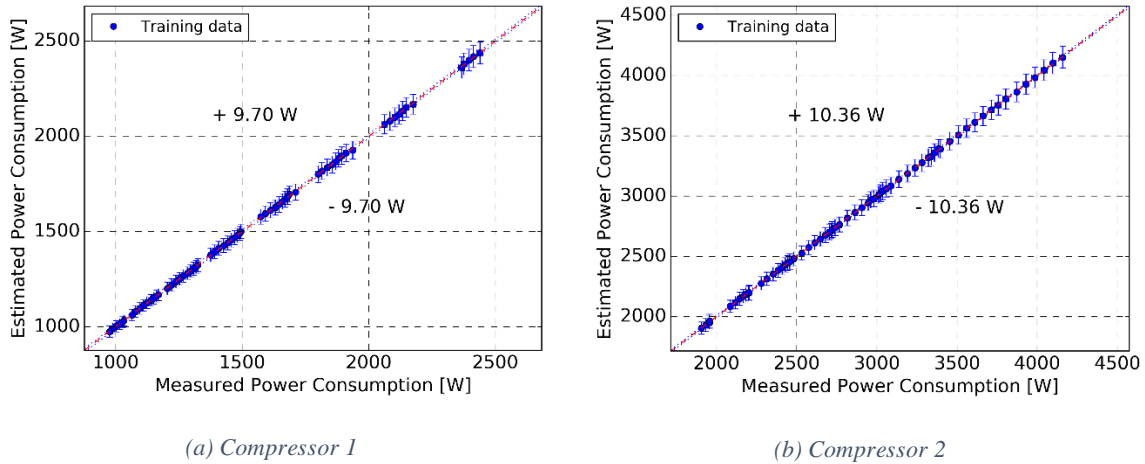 Training data
+ 9.70 W
- 9.70 W
2500
2000
1500
1000
Estimated Power Consumption [W]
1000 1500 2000 2500
Measured Power Consumption [W]
(a) Compressor 1
Training data
+ 10.36 W
- 10.36 W
4500
4000
3500
3000
2500
2000
Estimated Power Consumption [W]
2000 2500 3000 3500 4000 4500
Measured Power Consumption [W]
(b) Compressor 2